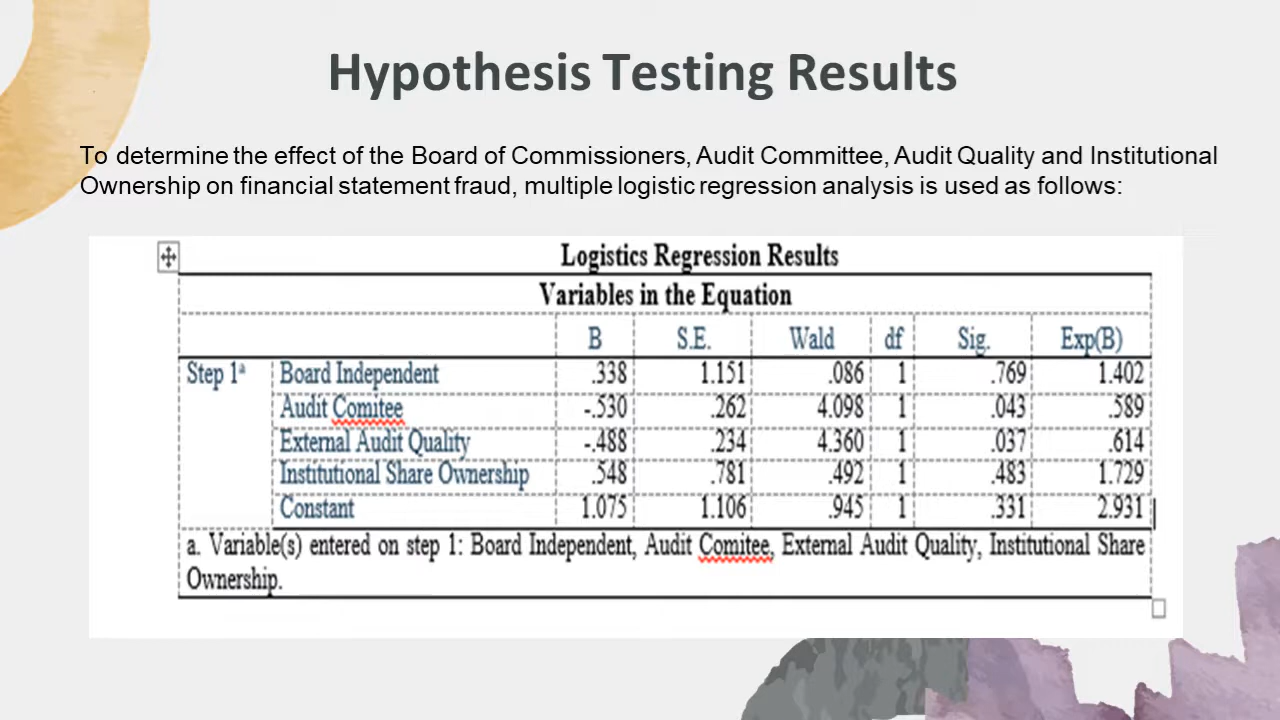 Hypothesis Testing Results
To determine the effect of the Board of Commissioners, Audit Committee, Audit Quality and Institutional
Ownership on financial statement fraud, multiple logistic regression analysis is used as follows:
Logistics Regression Results
Variables in the Equation
B S.E. Wald df Sig. Exp(B)
Step 1a Board Independent .338 1.151 .086 1 .769 1.402
Audit Comitee -.530 .262 4.098 1 .043 .589
External Audit Quality -.488 .234 4.360 1 .037 .614
Institutional Share Ownership .548 .781 .492 1 .483 1.729
Constant 1.075 1.106 .945 1 .331 2.931
a. Variable(s) entered on step 1: Board Independent, Audit Comitee, External Audit Quality, Institutional Share
Ownership.